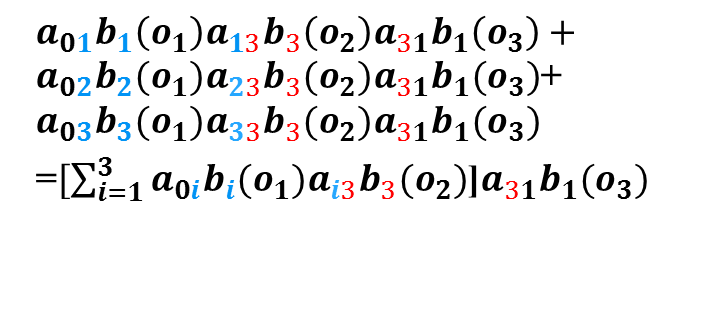 a₀₁b₁(o₁)a₁₃b₃(o₂)a₃₁b₁(o₃) +
a₀₂b₂(o₁)a₂₃b₃(o₂)a₃₁b₁(o₃)+
a₀₃b₃(o₁)a₃₃b₃(o₂)a₃₁b₁(o₃)
=[∑³ᵢ₌₁ a₀ᵢbᵢ(o₁)aᵢ₃b₃(o₂)]a₃₁b₁(o₃)